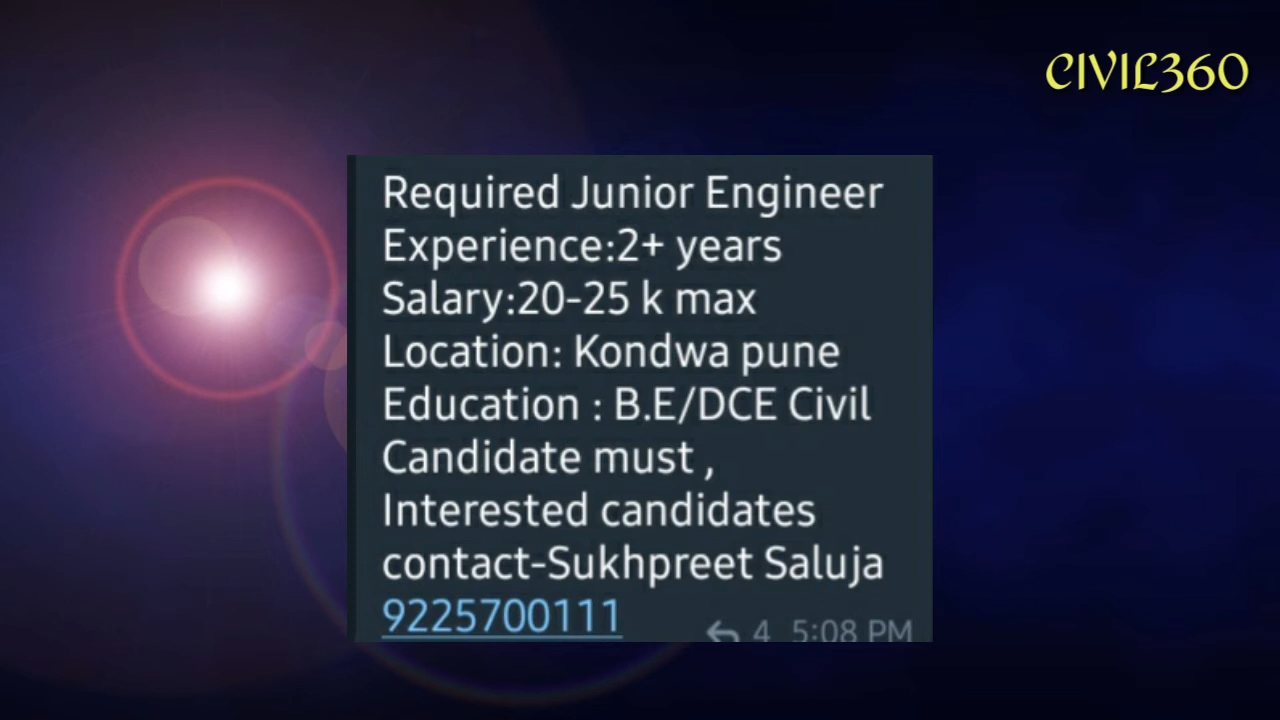 CIVIL360
Required Junior Engineer
Experience:2+ years
Salary:20-25 k max
Location: Kondwa pune
Education : B.E/DCE Civil
Candidate must ,
Interested candidates
contact-Sukhpreet Saluja
9225700111
4 5:08 PM